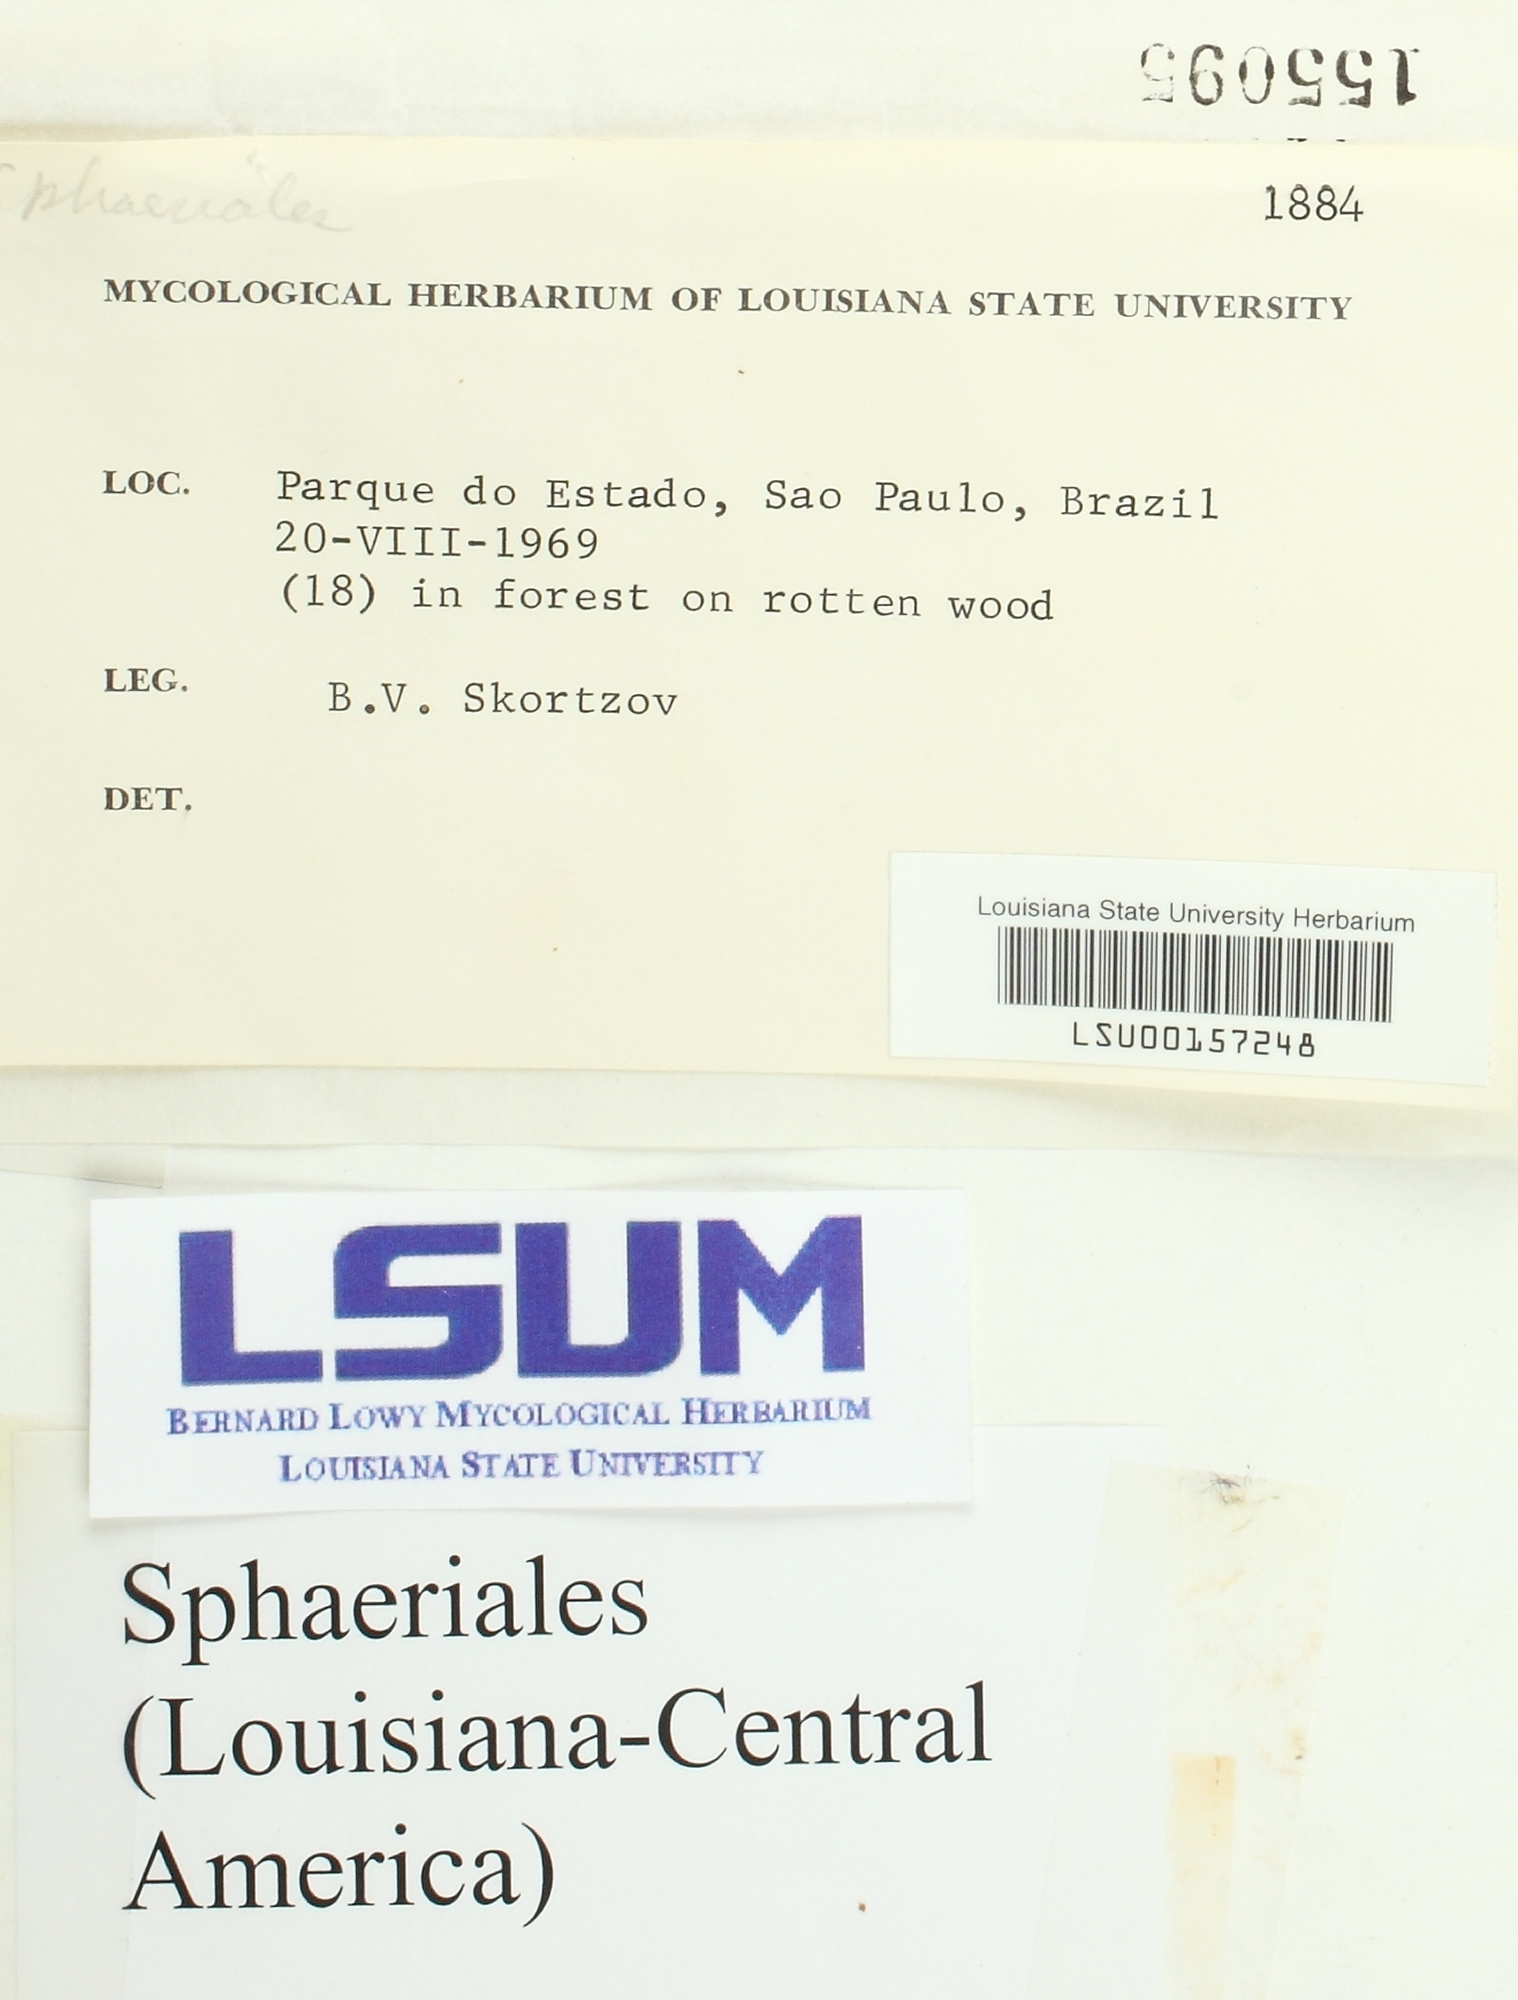 155095
Sphaeriales
1884
MYCOLOGICAL HERBARIUM OF LOUISIANA STATE UNIVERSITY
LOC. Parque do Estado, Sao Paulo, Brazil
20-VIII-1969
(18) in forest on rotten wood
LEG. B.V. Skortzov
DET.
Louisiana State University Herbarium
LSU00157248
LSUM
BERNARD LOWY MYCOLOGICAL HERBARIUM
LOUISIANA STATE UNIVERSITY
Sphaeriales
(Louisiana-Central
America)